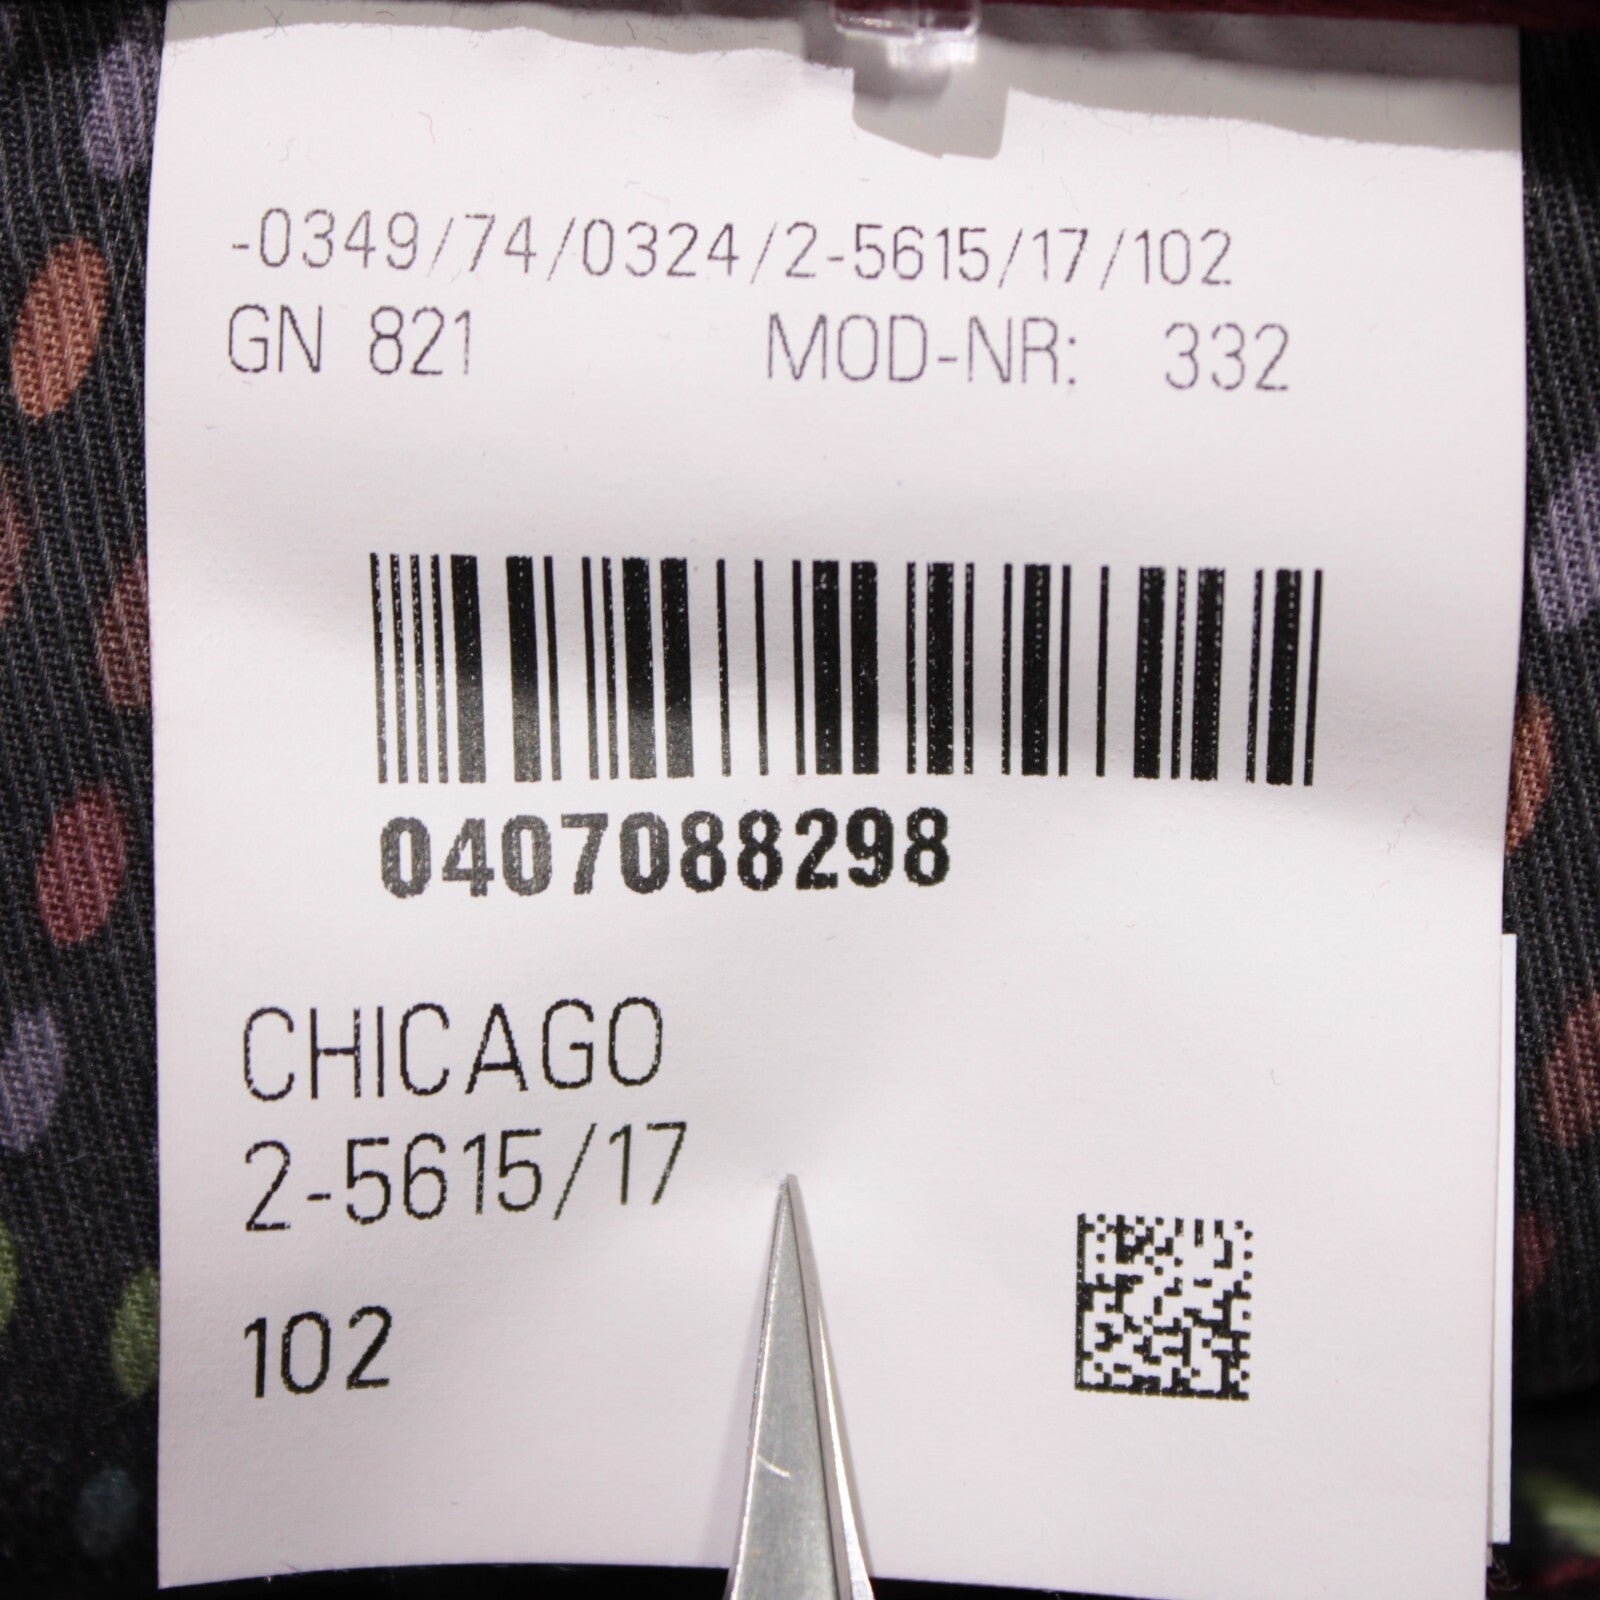 -0349/74/0324/2-5615/17/102
GN 821 MOD-NR: 332
0407088298
CHICAGO
2-5615/17
102